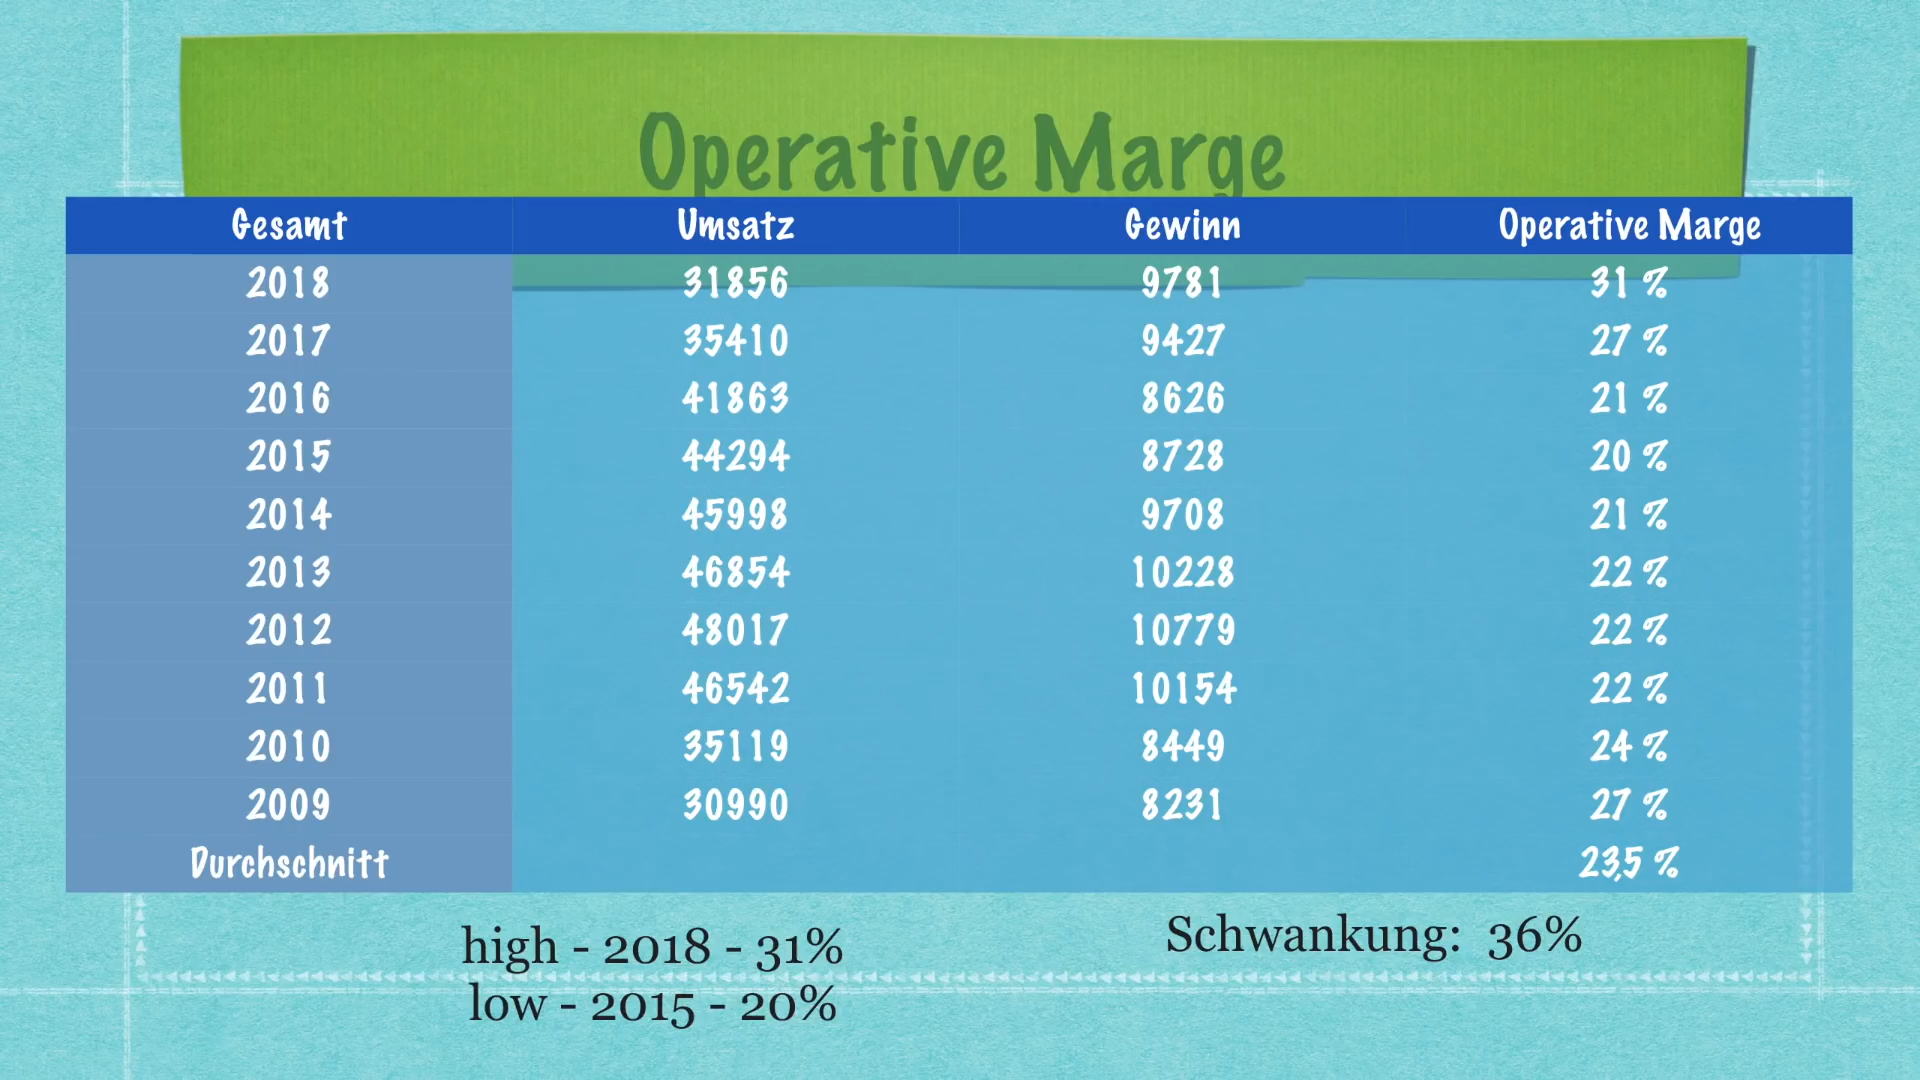 Operative Marge
Gesamt Umsatz Gewinn Operative Marge
2018 31856 9781 31 %
2017 35410 9427 27 %
2016 41863 8626 21 %
2015 44294 8728 20 %
2014 45998 9708 21 %
2013 46854 10228 22 %
2012 48017 10779 22 %
2011 46542 10154 22 %
2010 35119 8449 24 %
2009 30990 8231 27 %
Durchschnitt 23,5 %
high - 2018 - 31%
low - 2015 - 20%
Schwankung: 36%